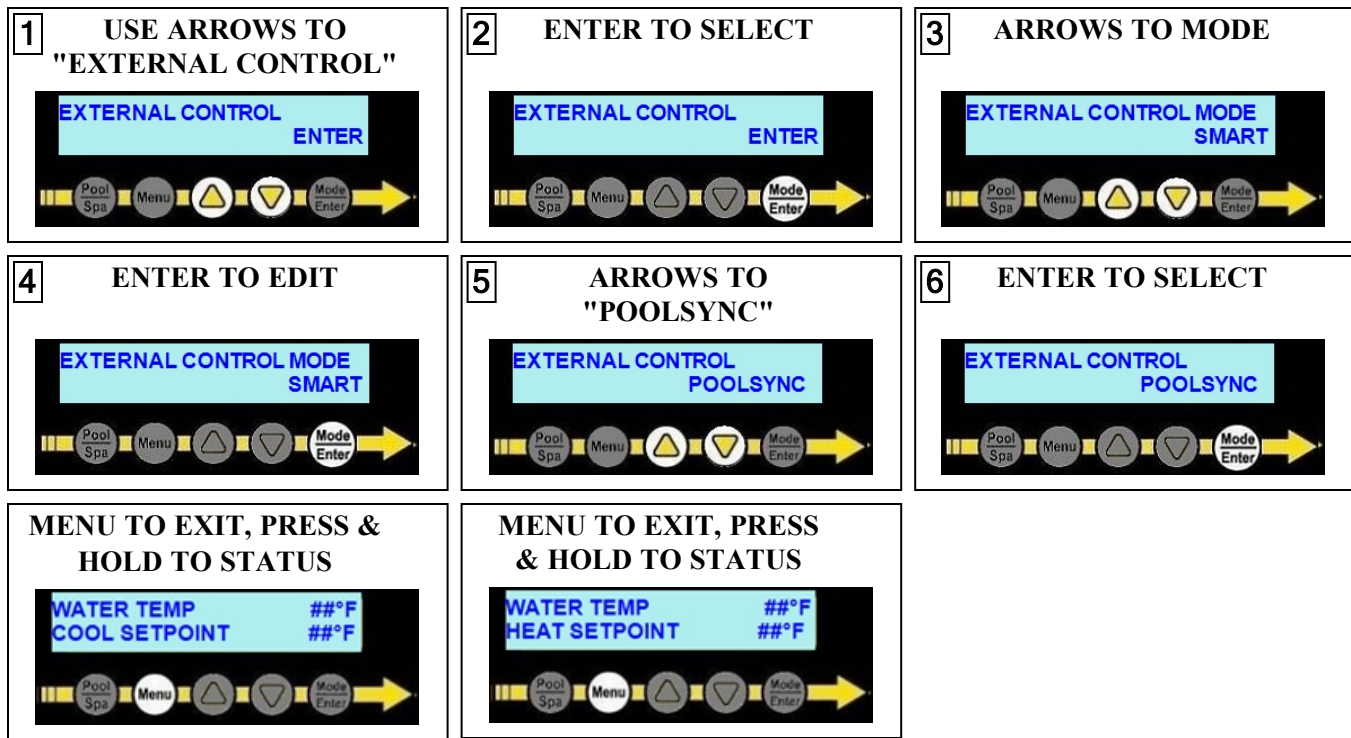 1
USE ARROWS TO
"EXTERNAL CONTROL"
EXTERNAL CONTROL
ENTER
Pool
Spa
Menu
Mode
Enter
2
ENTER TO SELECT
EXTERNAL CONTROL
ENTER
Pool
Spa
Menu
Mode
Enter
3
ARROWS TO MODE
EXTERNAL CONTROL MODE
SMART
Pool
Spa
Menu
Mode
Enter
4
ENTER TO EDIT
EXTERNAL CONTROL MODE
SMART
Pool
Spa
Menu
Mode
Enter
5
ARROWS TO
"POOLSYNC"
EXTERNAL CONTROL
POOLSYNC
Pool
Spa
Menu
Mode
Enter
6
ENTER TO SELECT
EXTERNAL CONTROL
POOLSYNC
Pool
Spa
Menu
Mode
Enter
MENU TO EXIT, PRESS &
HOLD TO STATUS
WATER TEMP ##°F
COOL SETPOINT ##°F
Pool
Spa
Menu
Mode
Enter
MENU TO EXIT, PRESS
& HOLD TO STATUS
WATER TEMP ##°F
HEAT SETPOINT ##°F
Pool
Spa
Menu
Mode
Enter